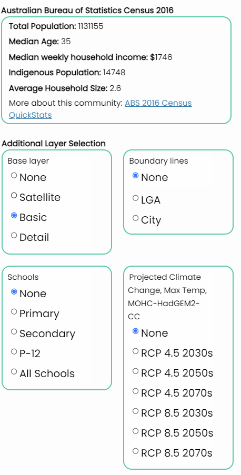 Australian Bureau of Statistics Census 2016
Total Population: 1131155
Median Age: 35
Median weekly household income: $1746
Indigenous Population: 14748
Average Household Size: 2.6
More about this community: ABS 2016 Census
QuickStats
Additional Layer Selection
Base layer
None
Satellite
Basic
Detail
Boundary lines
None
LGA
City
Schools
None
Primary
Secondary
P-12
All Schools
Projected Climate
Change, Max Temp,
MOHC-HadGEM2-
CC
None
RCP 4.5 2030s
RCP 4.5 2050s
RCP 4.5 2070s
RCP 8.5 2030s
RCP 8.5 2050s
RCP 8.5 2070s